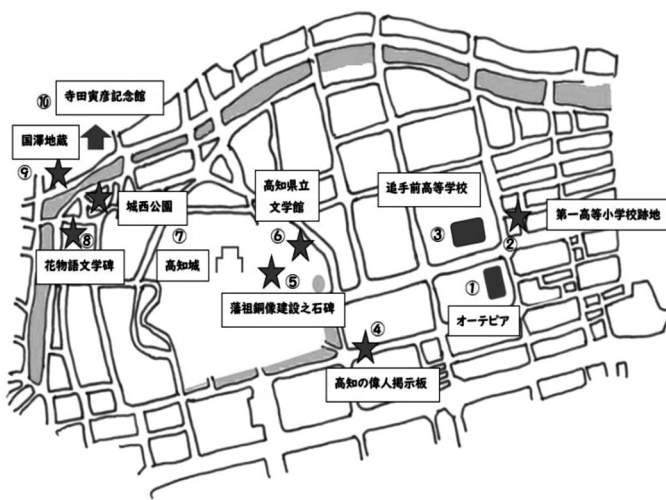 ⑩
寺田寅彦記念館
国澤地蔵
⑨
城西公園
⑧
花物語文学碑
⑦
高知城
高知県立
文学館
⑥
⑤
藩祖銅像建設之石碑
追手前高等学校
③
②
第一高等小学校跡地
①
オーテピア
④
高知の偉人掲示板